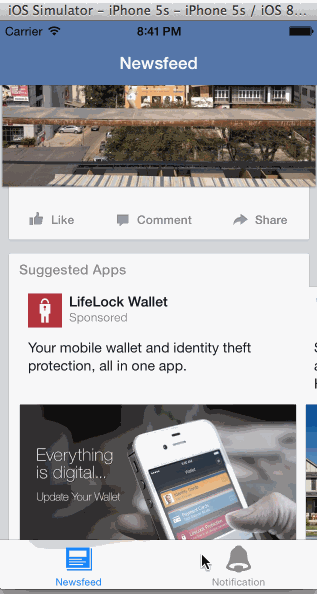 iOS Simulator - iPhone 5s - iPhone 5s / iOS 8...
Carrier 8:41 PM
Newsfeed
Like Comment Share
Suggested Apps
LifeLock Wallet
Sponsored
Your mobile wallet and identity theft
protection, all in one app.
Everything
is digital...
Update Your Wallet
Newsfeed Notification